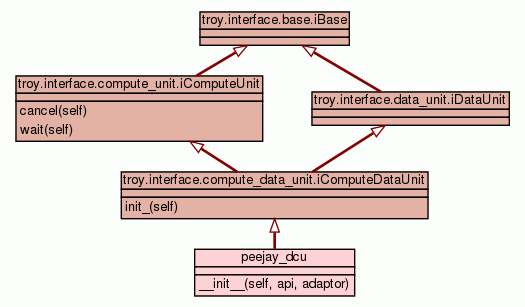 troy.interface.base.iBase
troy.interface.compute_unit.iComputeUnit
cancel(self)
wait(self)
troy.interface.data_unit.iDataUnit
troy.interface.compute_data_unit.iComputeDataUnit
init_(self)
peejay_dcu
__init__(self, api, adaptor)